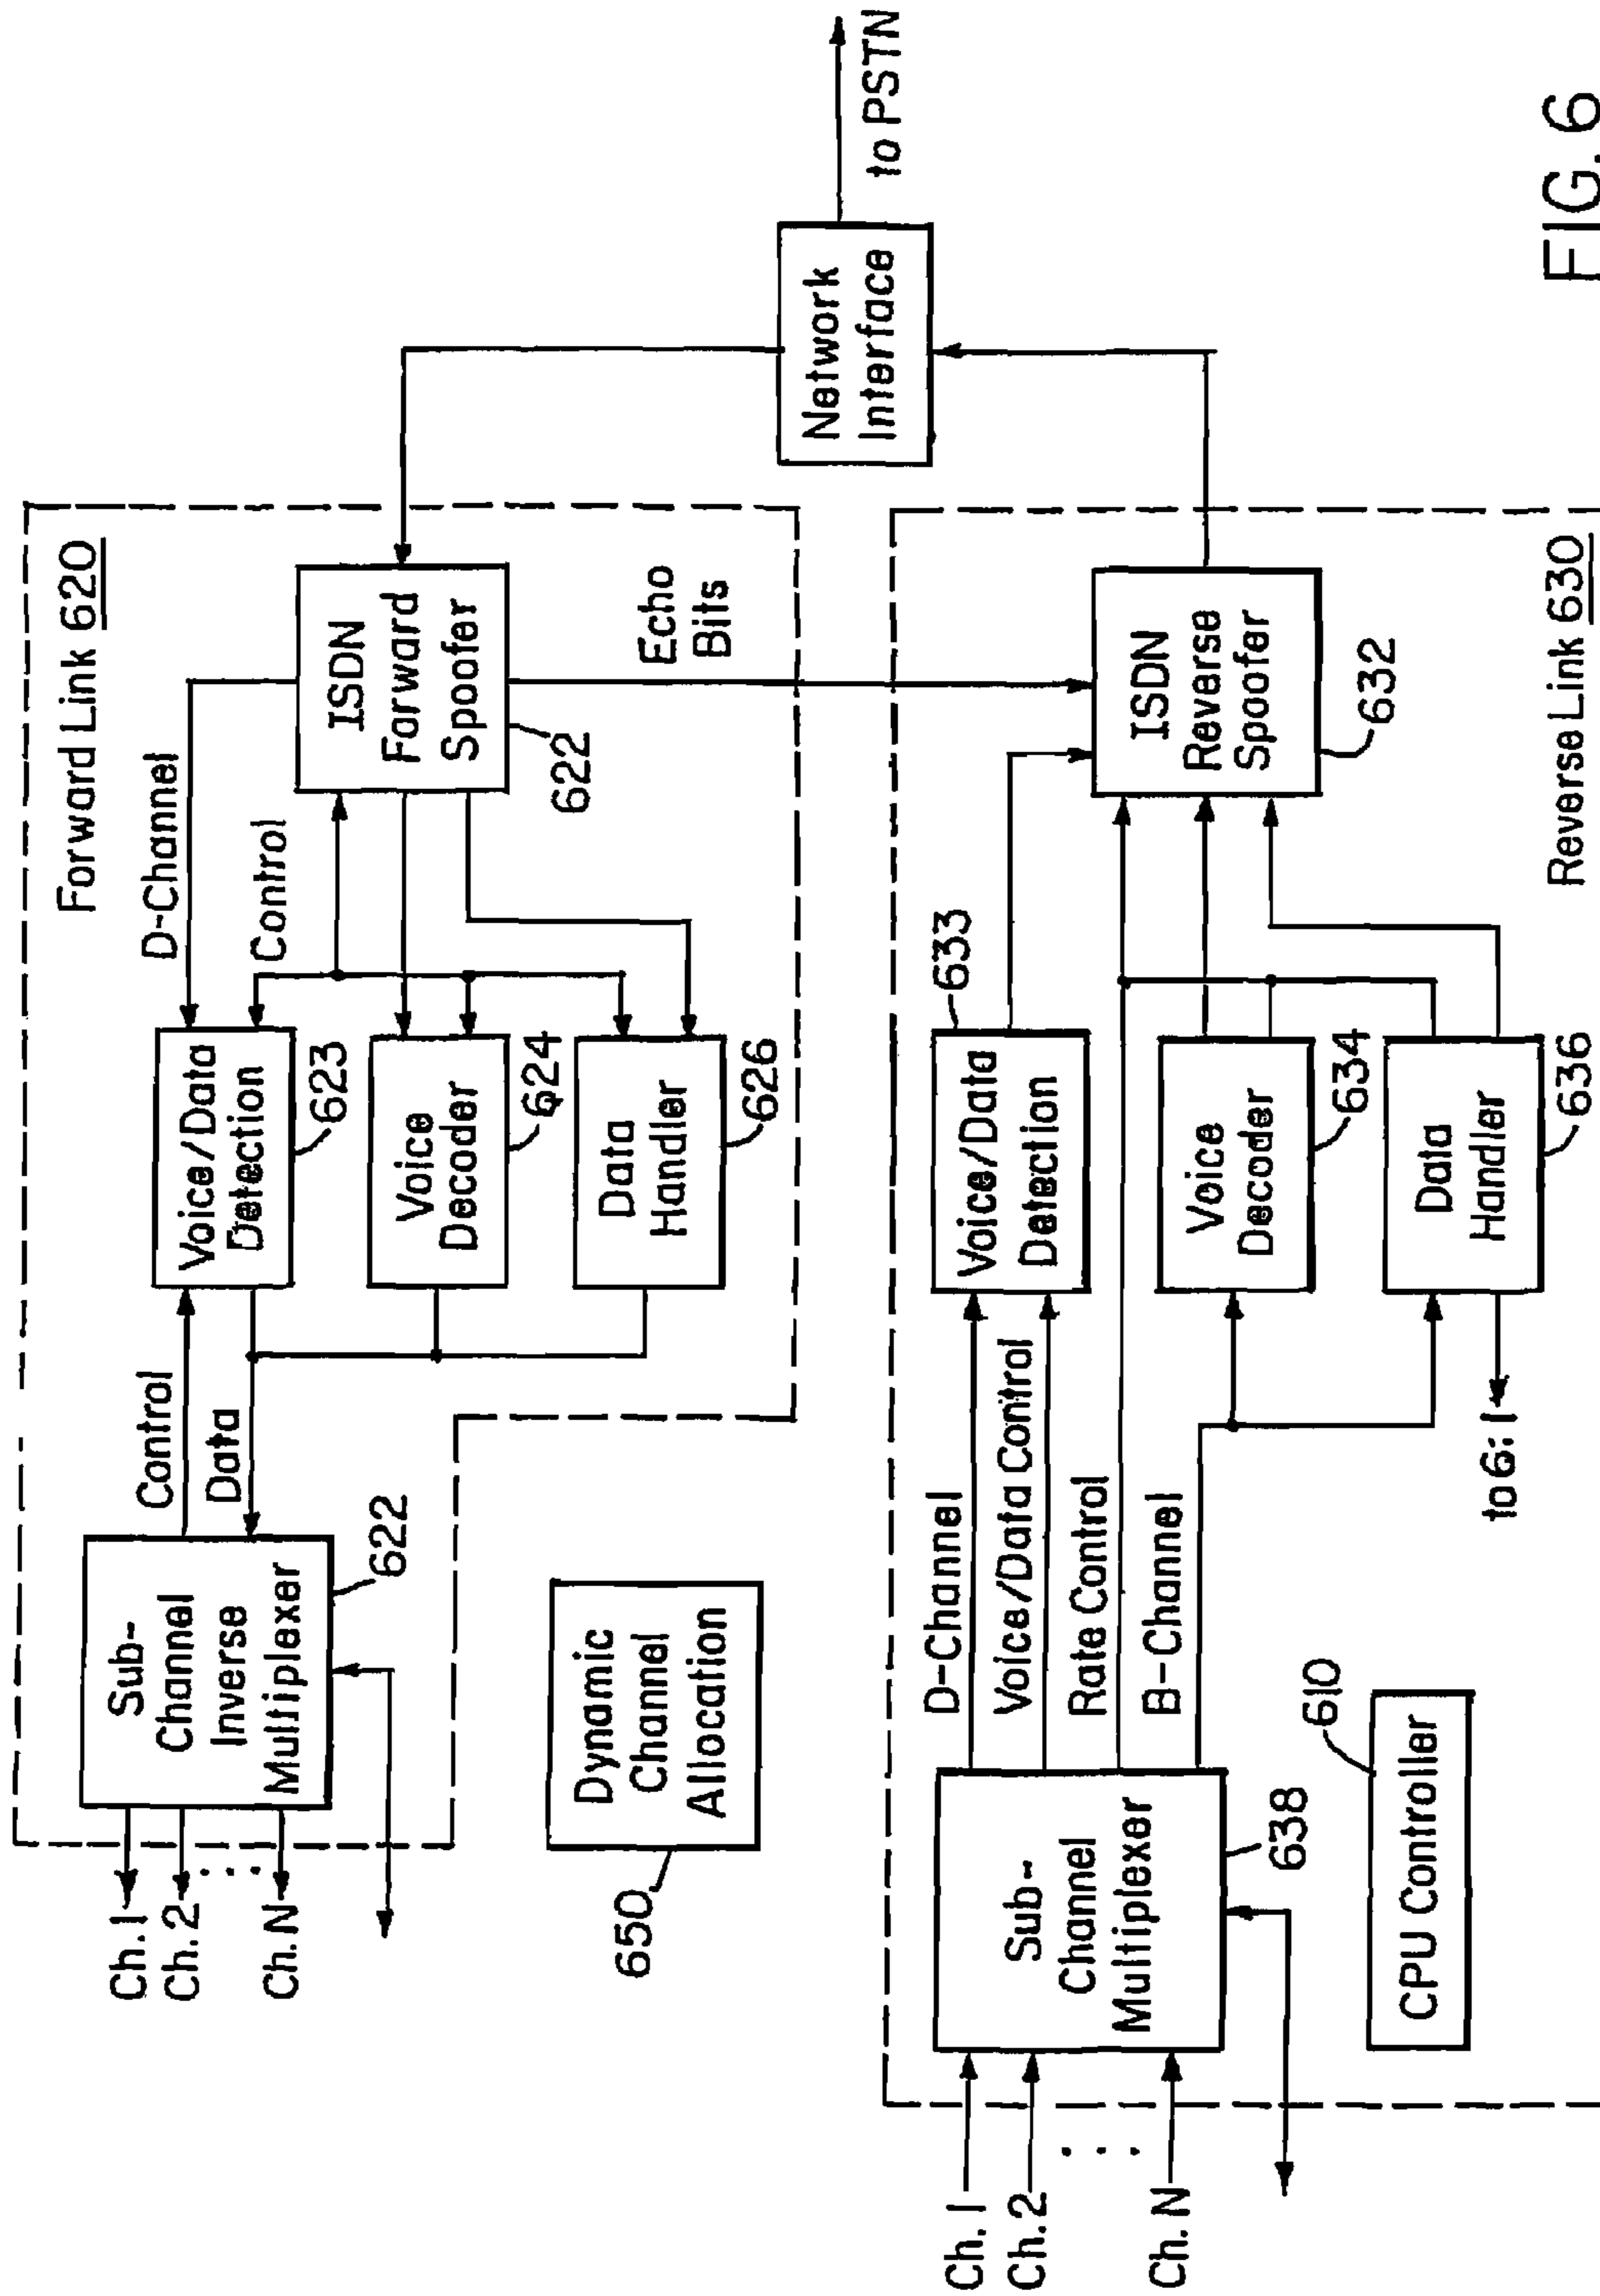 Forward Link 620
Ch. 1
Ch. 2
Ch. N
Sub-
Channel
Inverse
Multiplexer
622
Control
Data
Voice/Data
Detection
623
Voice
Decoder
624
Data
Handler
626
D-Channel
Control
ISDN
Forward
Spoofer
622
Echo
Bits
Network
Interface
to PSTN
Dynamic
Channel
Allocation
650
Ch. 1
Ch. 2
Ch. N
Sub-
Channel
Multiplexer
638
D-Channel
Voice/Data Control
Rate Control
B-Channel
Voice/Data
Detection
633
Voice
Decoder
634
Data
Handler
636
to 6:1
ISDN
Reverse
Spoofer
632
CPU Controller
610
Reverse Link 630
FIG. 6